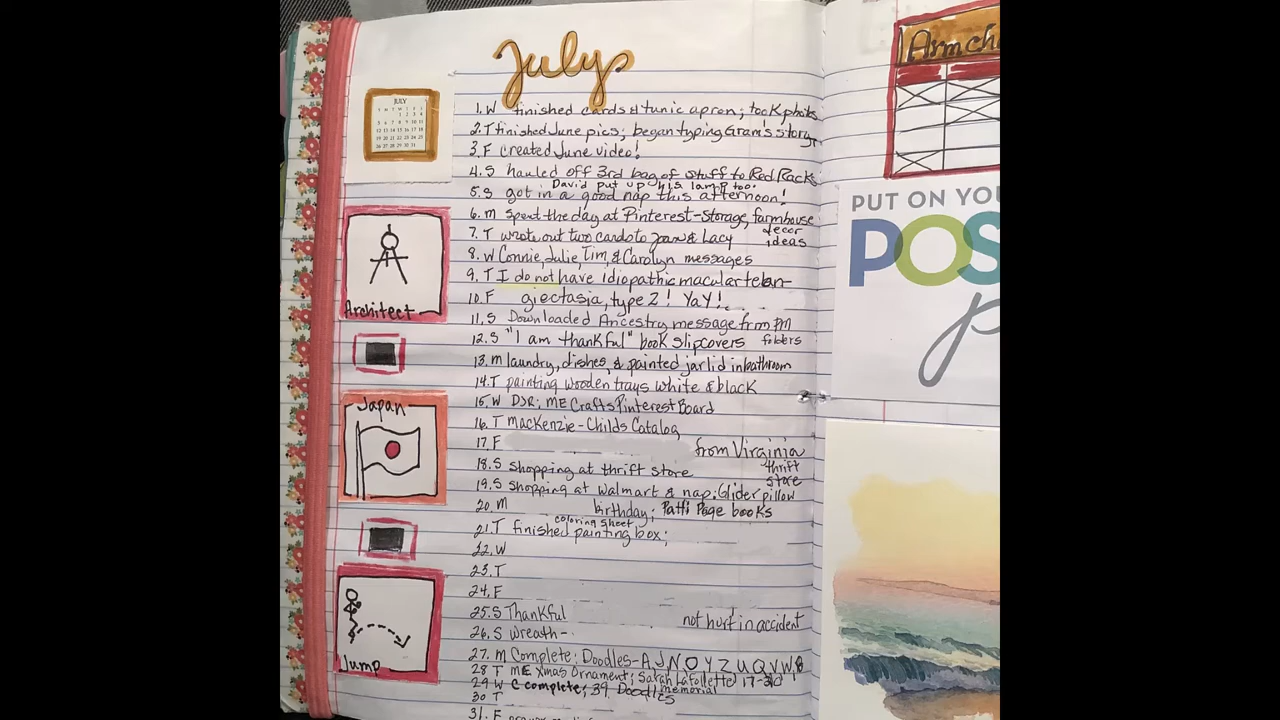 July
JULY
1. W finished cards & tunic apron; took photos
2. T finished June pics; began typing Gram's story
3. F created June video!
4. S hauled off 3rd bag of stuff to Red Racks
David put up his lamp too.
5. S got in a good nap this afternoon!
6. M spent the day at Pinterest-Storage, farmhouse
decor
ideas
7. T wrote out two cards to Jan & Lacy
8. W Connie, Julie, Tim, & Carolyn messages
9. T I do not have Idiopathic macular telan-
10. F giectasia, type 2! YaY!
11. S Downloaded Ancestry message from PM
folders
12. S "I am thankful" book slipcovers
13. M laundry, dishes, & painted jar lid in bathroom
14. T painting wooden trays white & black
15. W DJR; ME Crafts Pinterest Board
16. T MacKenzie-Childs Catalog
17. F from Virginia
thrift
store
18. S shopping at thrift store
19. S shopping at Walmart & nap. Glider pillow
20. M birthday; Patti Page books
coloring sheet
21. T finished painting box;
22. W
23. T
24. F
25. S Thankful not hurt in accident
26. S Wreath-
27. M Complete; Doodles-A J N O Y Z U Q V W 8
28 T ME Xmas Ornament; Sarah Lafollette 17-
memorial
29 W C complete; 39 Doodles
30 T
31. F
Architect
Japan
Jump
Armch
PUT ON YOU
POS
p